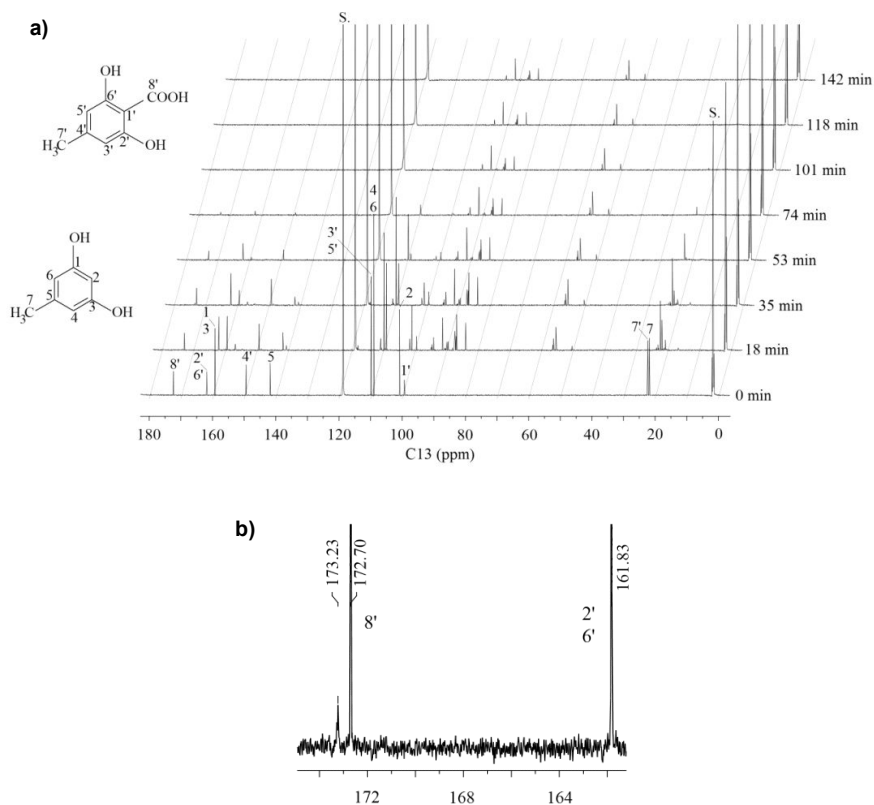 a)
S.
OH
8'
COOH
6'
1'
5'
4'
2'
3'
7'
H₃C
OH
OH
1
6
2
5
3
7
4
H₃C
OH
S.
142 min
118 min
101 min
74 min
53 min
35 min
18 min
0 min
4
6
3'
5'
2
1
3
8'
2'
6'
4'
5
1'
7' 7
180 160 140 120 100 80 60 40 20 0
C13 (ppm)
b)
173.23
172.70
161.83
8'
2'
6'
172 168 164